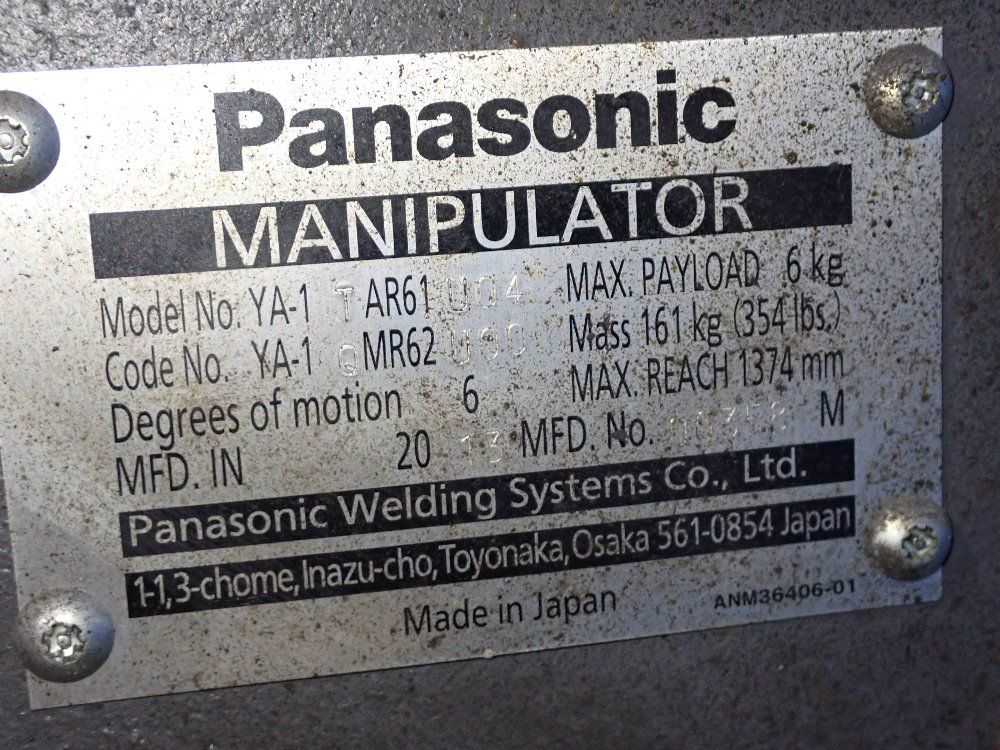 Panasonic
MANIPULATOR
Model No. YA-1 T AR61 U04 MAX. PAYLOAD 6 kg
Code No. YA-1 Q MR62 Mass 161 kg (354 lbs.)
Degrees of motion 6 MAX. REACH 1374 mm
MFD. IN 20 13 MFD. No. M
Panasonic Welding Systems Co., Ltd.
1-1,3-chome,Inazu-cho,Toyonaka,Osaka 561-0854 Japan
Made in Japan ANM36406-01